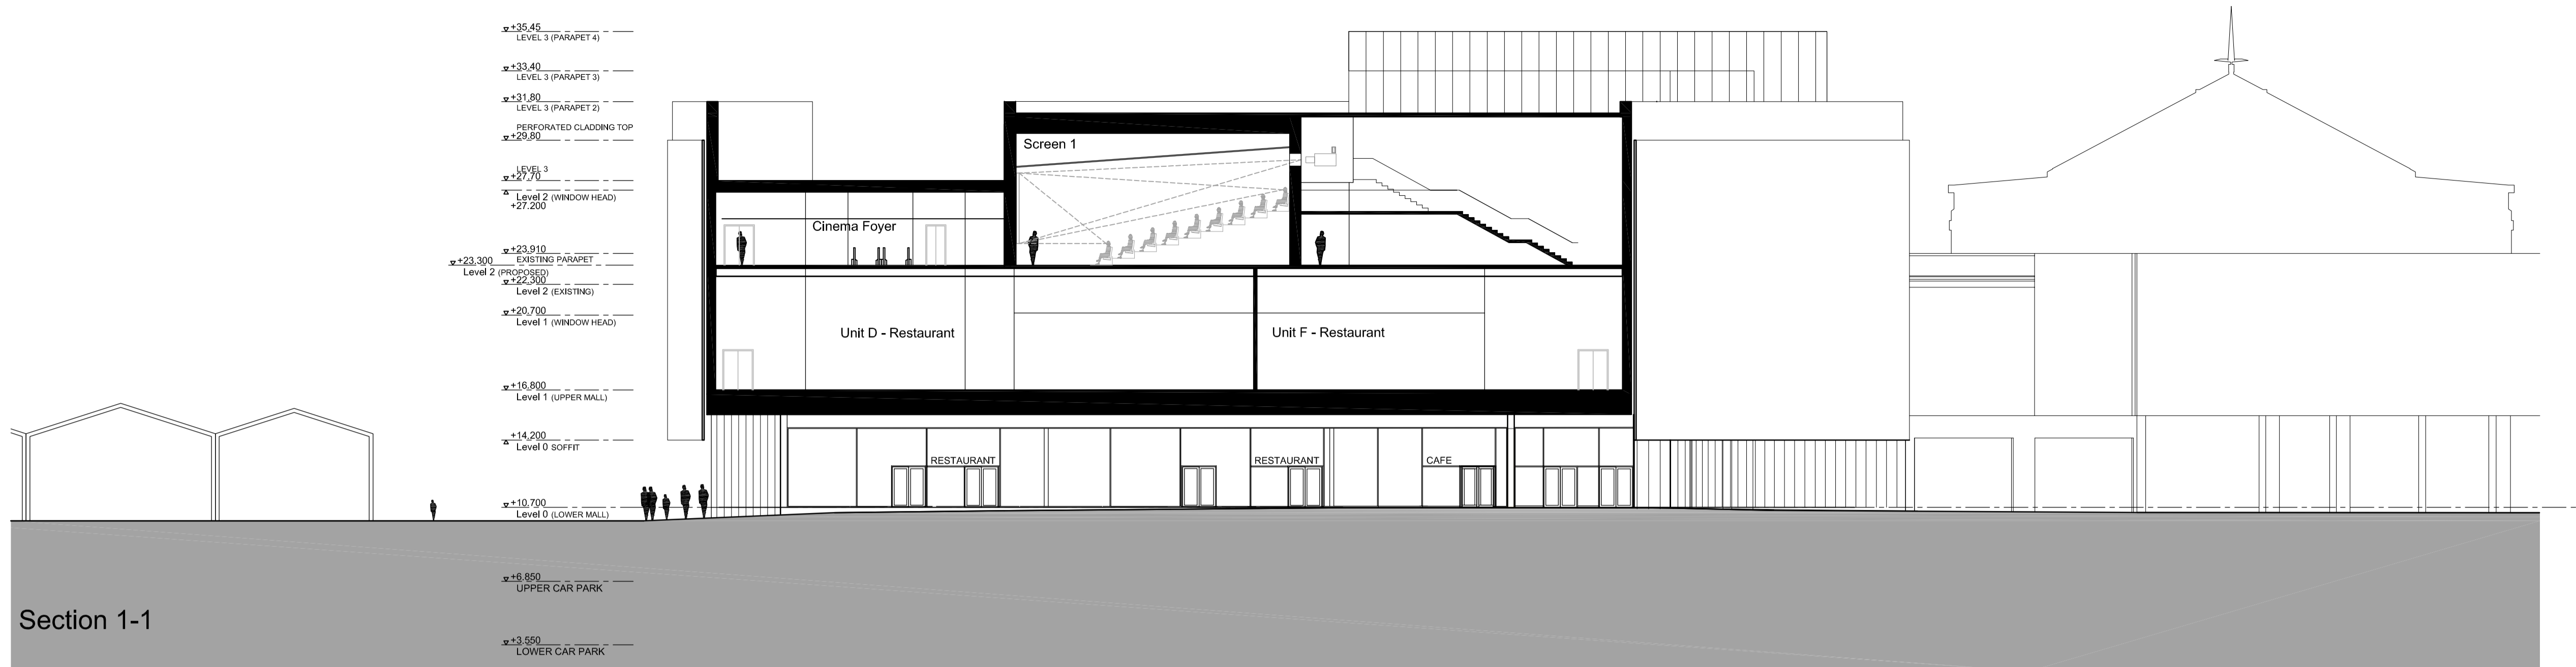 +35,45
LEVEL 3 (PARAPET 4)
+33,40
LEVEL 3 (PARAPET 3)
+31,80
LEVEL 3 (PARAPET 2)
PERFORATED CLADDING TOP
+29,80
Screen 1
LEVEL 3
+27,70
Level 2 (WINDOW HEAD)
+27.200
Cinema Foyer
+23,910
EXISTING PARAPET
+23,300
Level 2 (PROPOSED)
+22,300
Level 2 (EXISTING)
+20,700
Level 1 (WINDOW HEAD)
Unit D - Restaurant
Unit F - Restaurant
+16,800
Level 1 (UPPER MALL)
+14,200
Level 0 SOFFIT
RESTAURANT
RESTAURANT
CAFE
+10,700
Level 0 (LOWER MALL)
+6,850
UPPER CAR PARK
Section 1-1
+3,550
LOWER CAR PARK